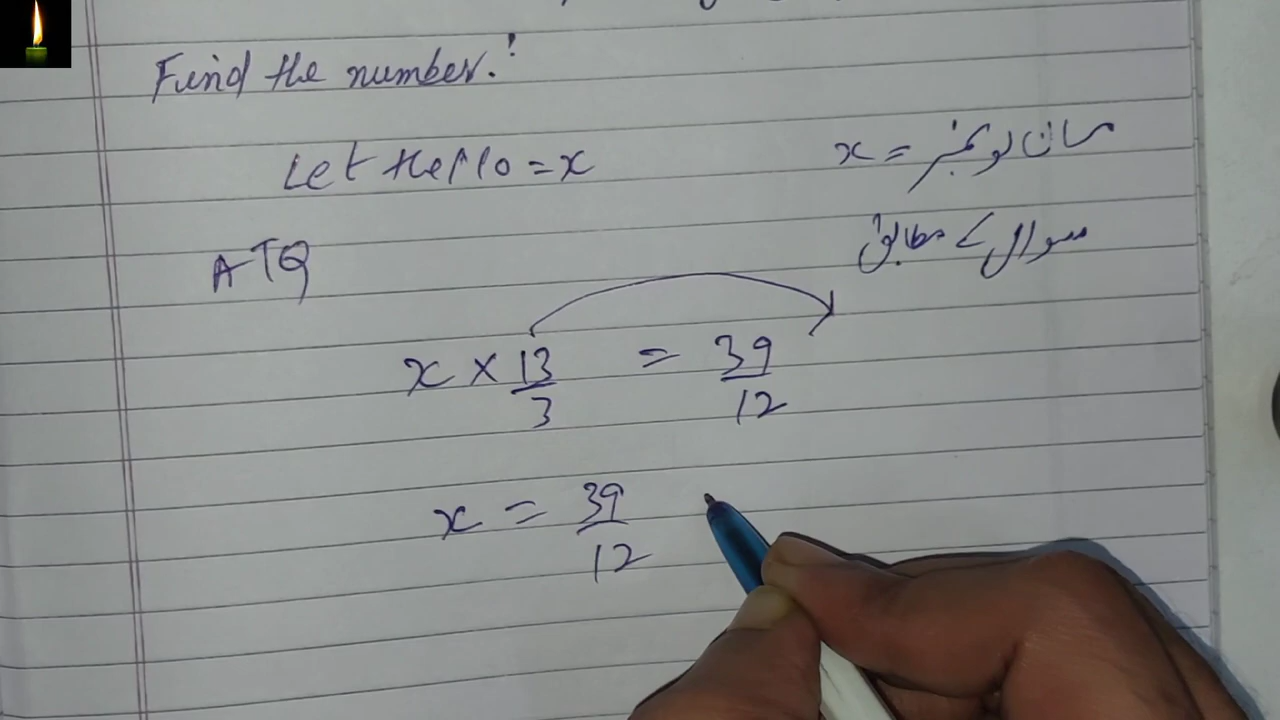 Find the number.!
Let the No = x
مان لو نمبر = x
ATQ
سوال کے مطابق
x × 13/3 = 39/12
x = 39/12